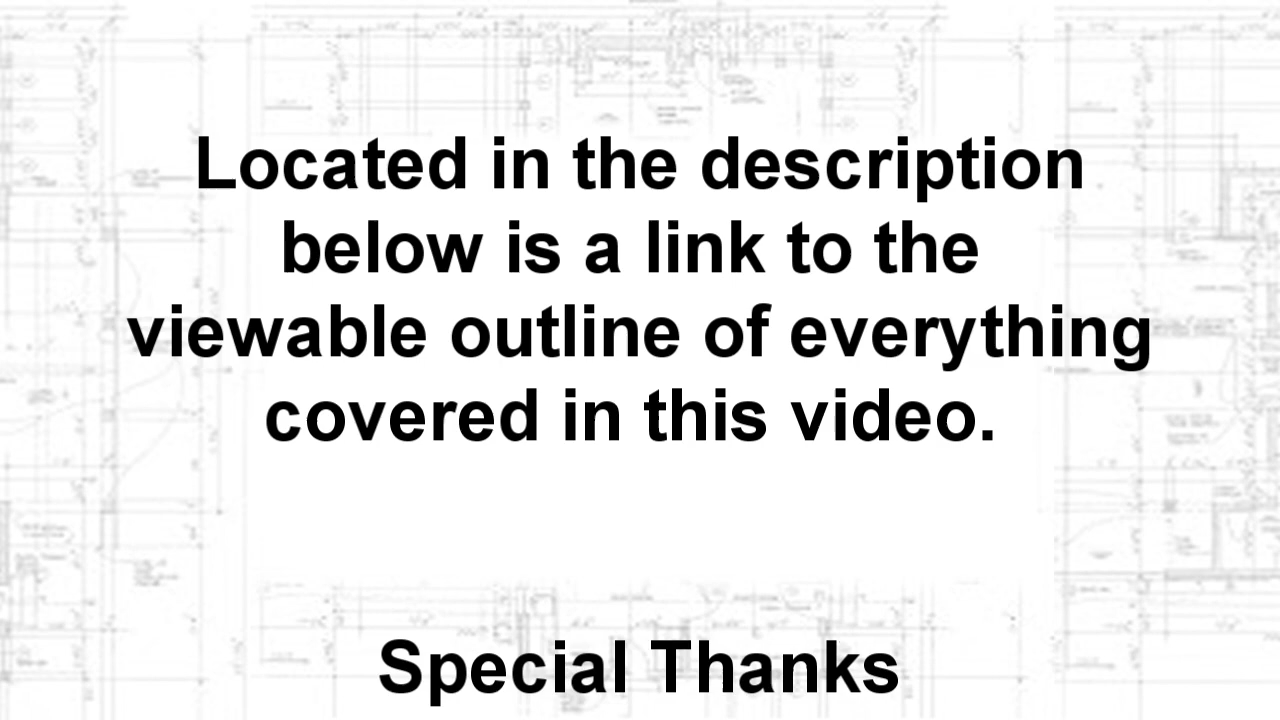 Located in the description
below is a link to the
viewable outline of everything
covered in this video.
Special Thanks